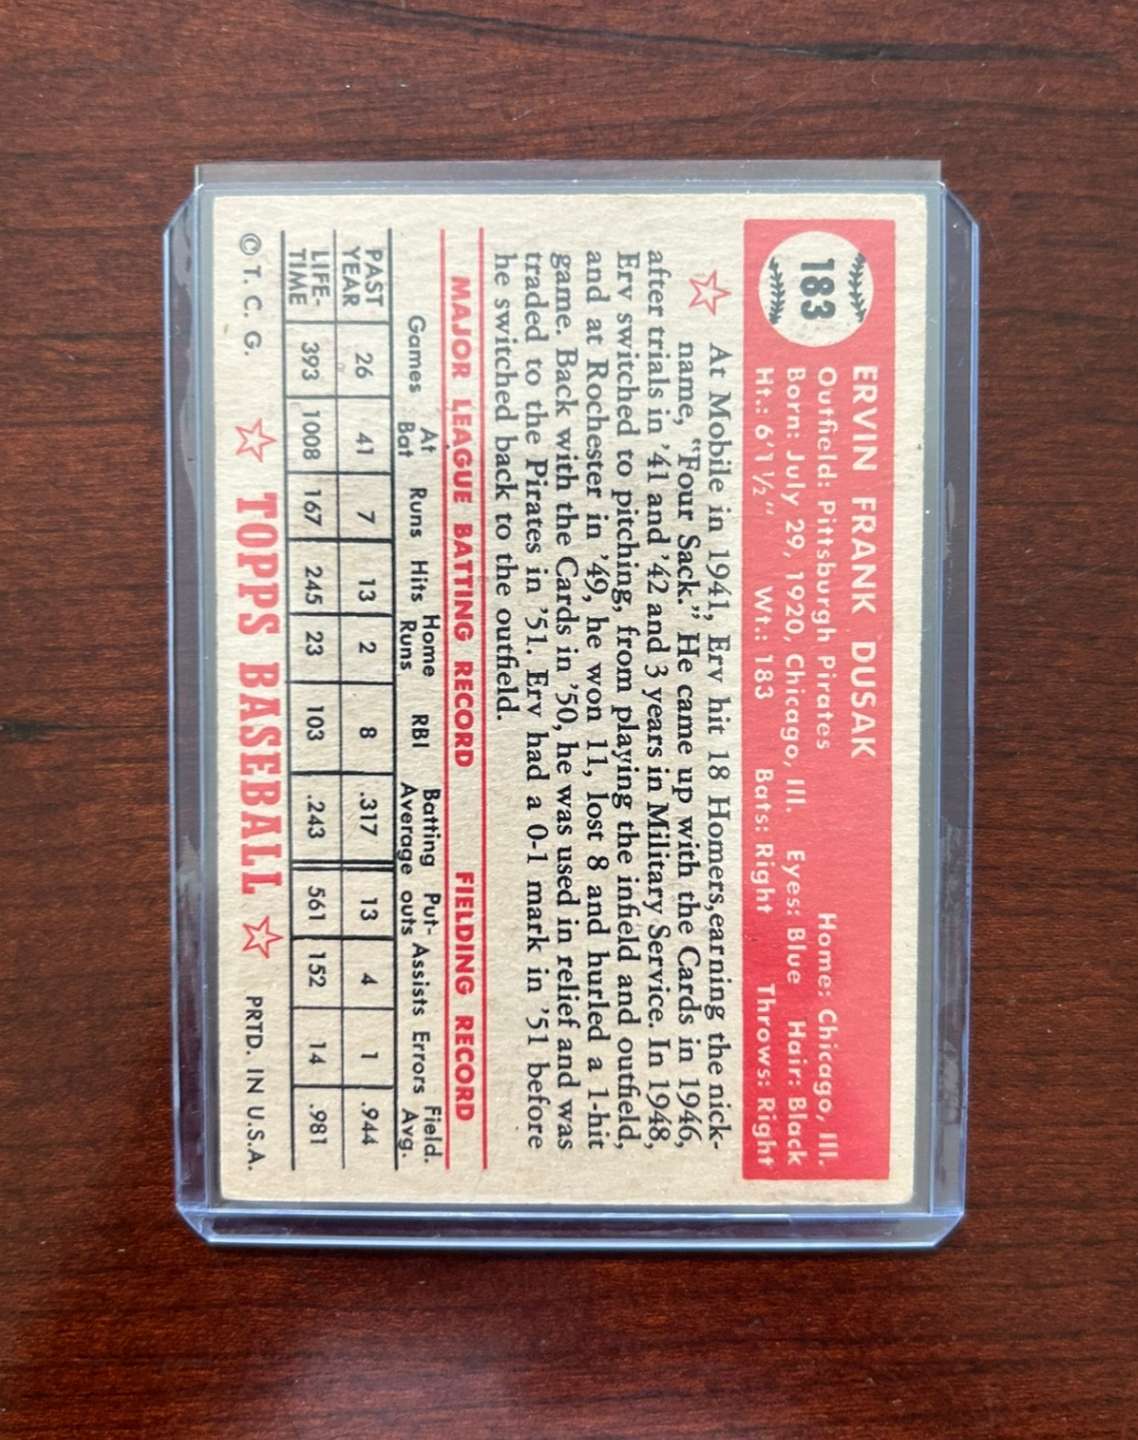 183
ERVIN FRANK DUSAK
Outfield: Pittsburgh Pirates Home: Chicago, Ill.
Born: July 29, 1920, Chicago, Ill. Eyes: Blue Hair: Black
Ht.: 6'1½" Wt.: 183 Bats: Right Throws: Right
At Mobile in 1941, Erv hit 18 Homers,earning the nick-
name, "Four Sack." He came up with the Cards in 1946,
after trials in '41 and '42 and 3 years in Military Service. In 1948,
Erv switched to pitching, from playing the infield and outfield,
and at Rochester in '49, he won 11, lost 8 and hurled a 1-hit
game. Back with the Cards in '50, he was used in relief and was
traded to the Pirates in '51. Erv had a 0-1 mark in '51 before
he switched back to the outfield.
MAJOR LEAGUE BATTING RECORD FIELDING RECORD
Games At Bat Runs Hits Home Runs RBI Batting Average Put-outs Assists Errors Field. Avg.
PAST YEAR 26 41 7 13 2 8 .317 13 4 1 .944
LIFE-TIME 393 1008 167 245 23 103 .243 561 152 14 .981
© T. C. G. TOPPS BASEBALL PRTD. IN U.S.A.